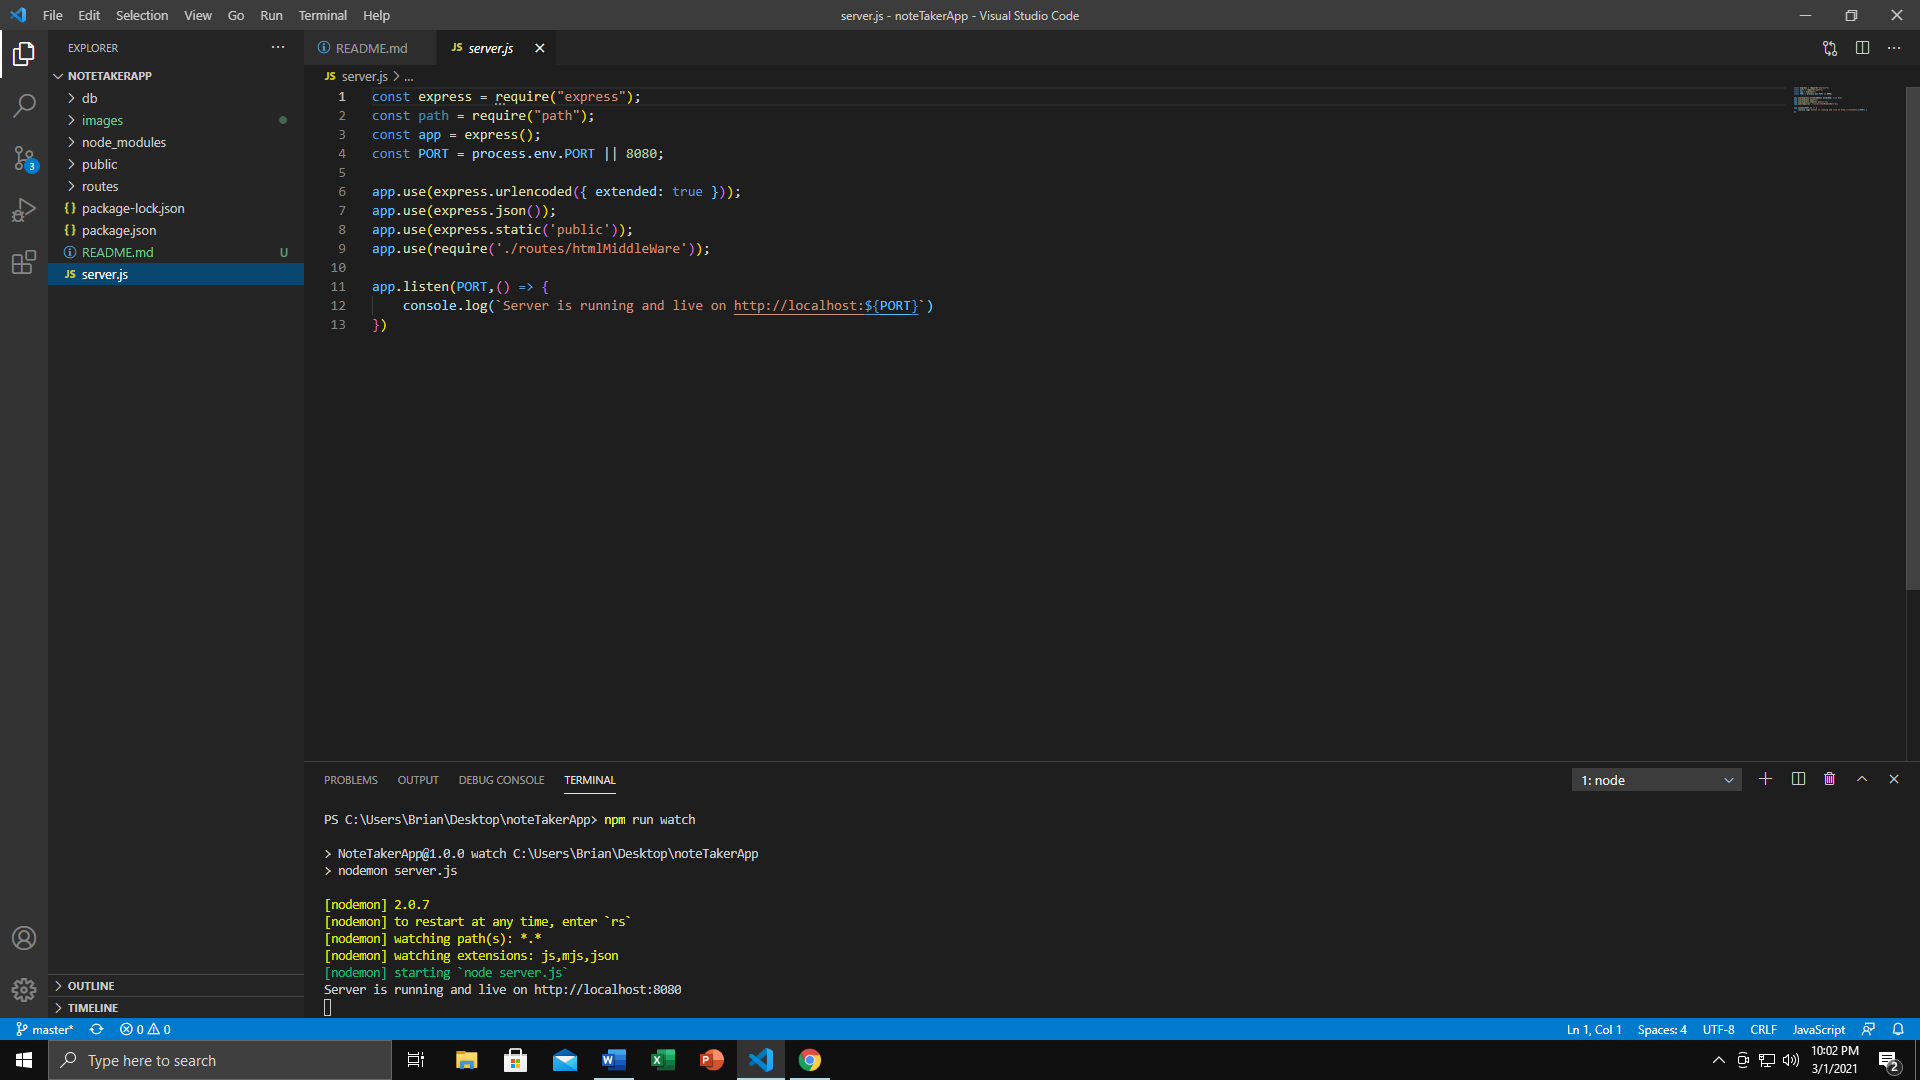 File Edit Selection View Go Run Terminal Help
server.js - noteTakerApp - Visual Studio Code
EXPLORER
README.md
JS server.js
NOTETAKERAPP
JS server.js > ...
db
images
node_modules
public
routes
{} package-lock.json
{} package.json
README.md U
JS server.js
3
1 const express = require("express");
2 const path = require("path");
3 const app = express();
4 const PORT = process.env.PORT || 8080;
5
6 app.use(express.urlencoded({ extended: true }));
7 app.use(express.json());
8 app.use(express.static('public'));
9 app.use(require('./routes/htmlMiddleWare'));
10
11 app.listen(PORT,() => {
12 console.log(`Server is running and live on http://localhost:${PORT}`)
13 })
PROBLEMS OUTPUT DEBUG CONSOLE TERMINAL
1: node
PS C:\Users\Brian\Desktop\noteTakerApp> npm run watch
> NoteTakerApp@1.0.0 watch C:\Users\Brian\Desktop\noteTakerApp
> nodemon server.js
[nodemon] 2.0.7
[nodemon] to restart at any time, enter `rs`
[nodemon] watching path(s): *.*
[nodemon] watching extensions: js,mjs,json
[nodemon] starting `node server.js`
Server is running and live on http://localhost:8080
OUTLINE
TIMELINE
master* 0 0
Ln 1, Col 1 Spaces: 4 UTF-8 CRLF JavaScript
Type here to search
10:02 PM
3/1/2021
2